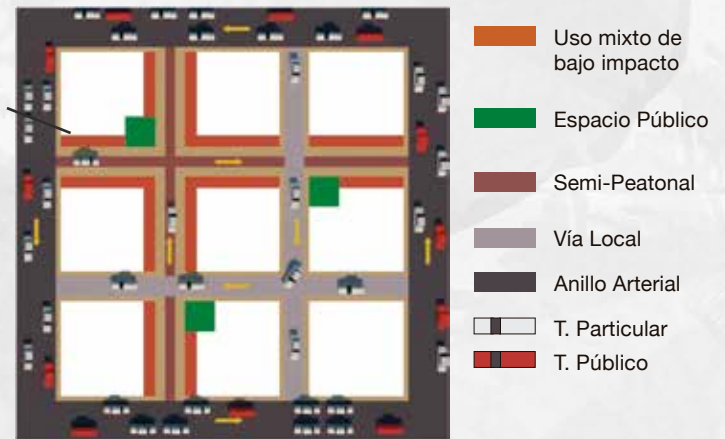 Uso mixto de
bajo impacto
Espacio Público
Semi-Peatonal
Vía Local
Anillo Arterial
T. Particular
T. Público